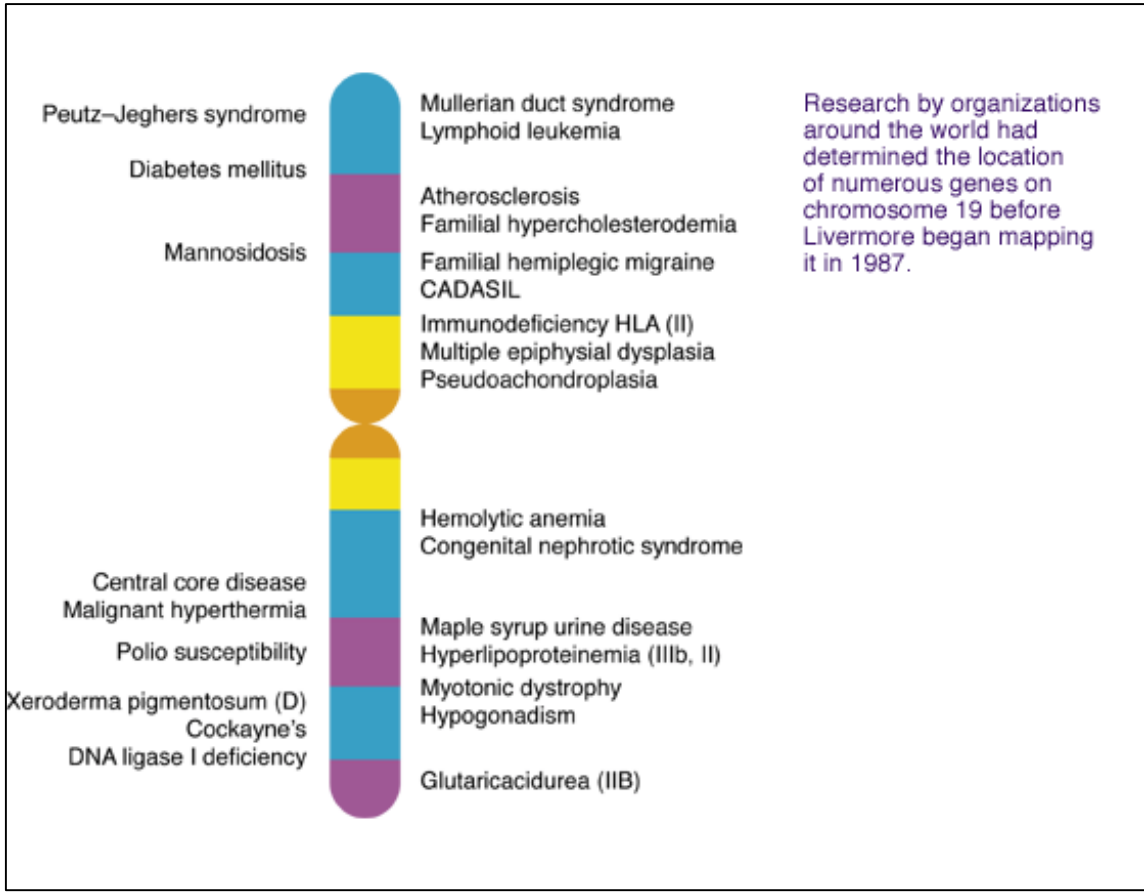 Peutz–Jeghers syndrome
Diabetes mellitus
Mannosidosis
Central core disease
Malignant hyperthermia
Polio susceptibility
Xeroderma pigmentosum (D)
Cockayne’s
DNA ligase I deficiency
Mullerian duct syndrome
Lymphoid leukemia
Atherosclerosis
Familial hypercholesterodemia
Familial hemiplegic migraine
CADASIL
Immunodeficiency HLA (II)
Multiple epiphysial dysplasia
Pseudoachondroplasia
Hemolytic anemia
Congenital nephrotic syndrome
Maple syrup urine disease
Hyperlipoproteinemia (IIIb, II)
Myotonic dystrophy
Hypogonadism
Glutaricacidurea (IIB)
Research by organizations
around the world had
determined the location
of numerous genes on
chromosome 19 before
Livermore began mapping
it in 1987.